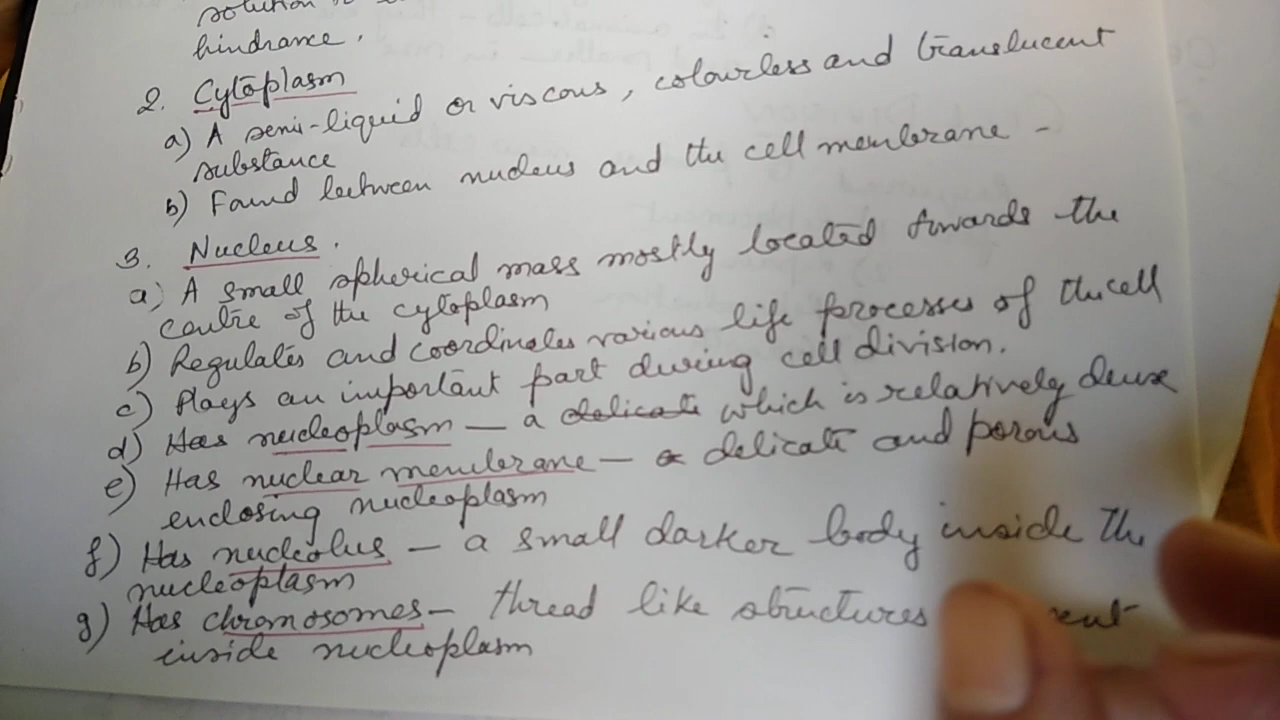 solution
hindrance.
2. Cytoplasm
a) A semi-liquid or viscous, colourless and translucent
substance
b) Found between nucleus and the cell membrane -
3. Nucleus.
a) A small spherical mass mostly located towards the
centre of the cytoplasm
b) Regulates and coordinates various life processes of the cell
c) Plays an important part during cell division.
d) Has nucleoplasm — a delicate which is relatively dense
e) Has nuclear membrane — a delicate and porous
enclosing nucleoplasm
f) Has nucleolus — a small darker body inside the
nucleoplasm
g) Has chromosomes — thread like structures
inside nucleoplasm